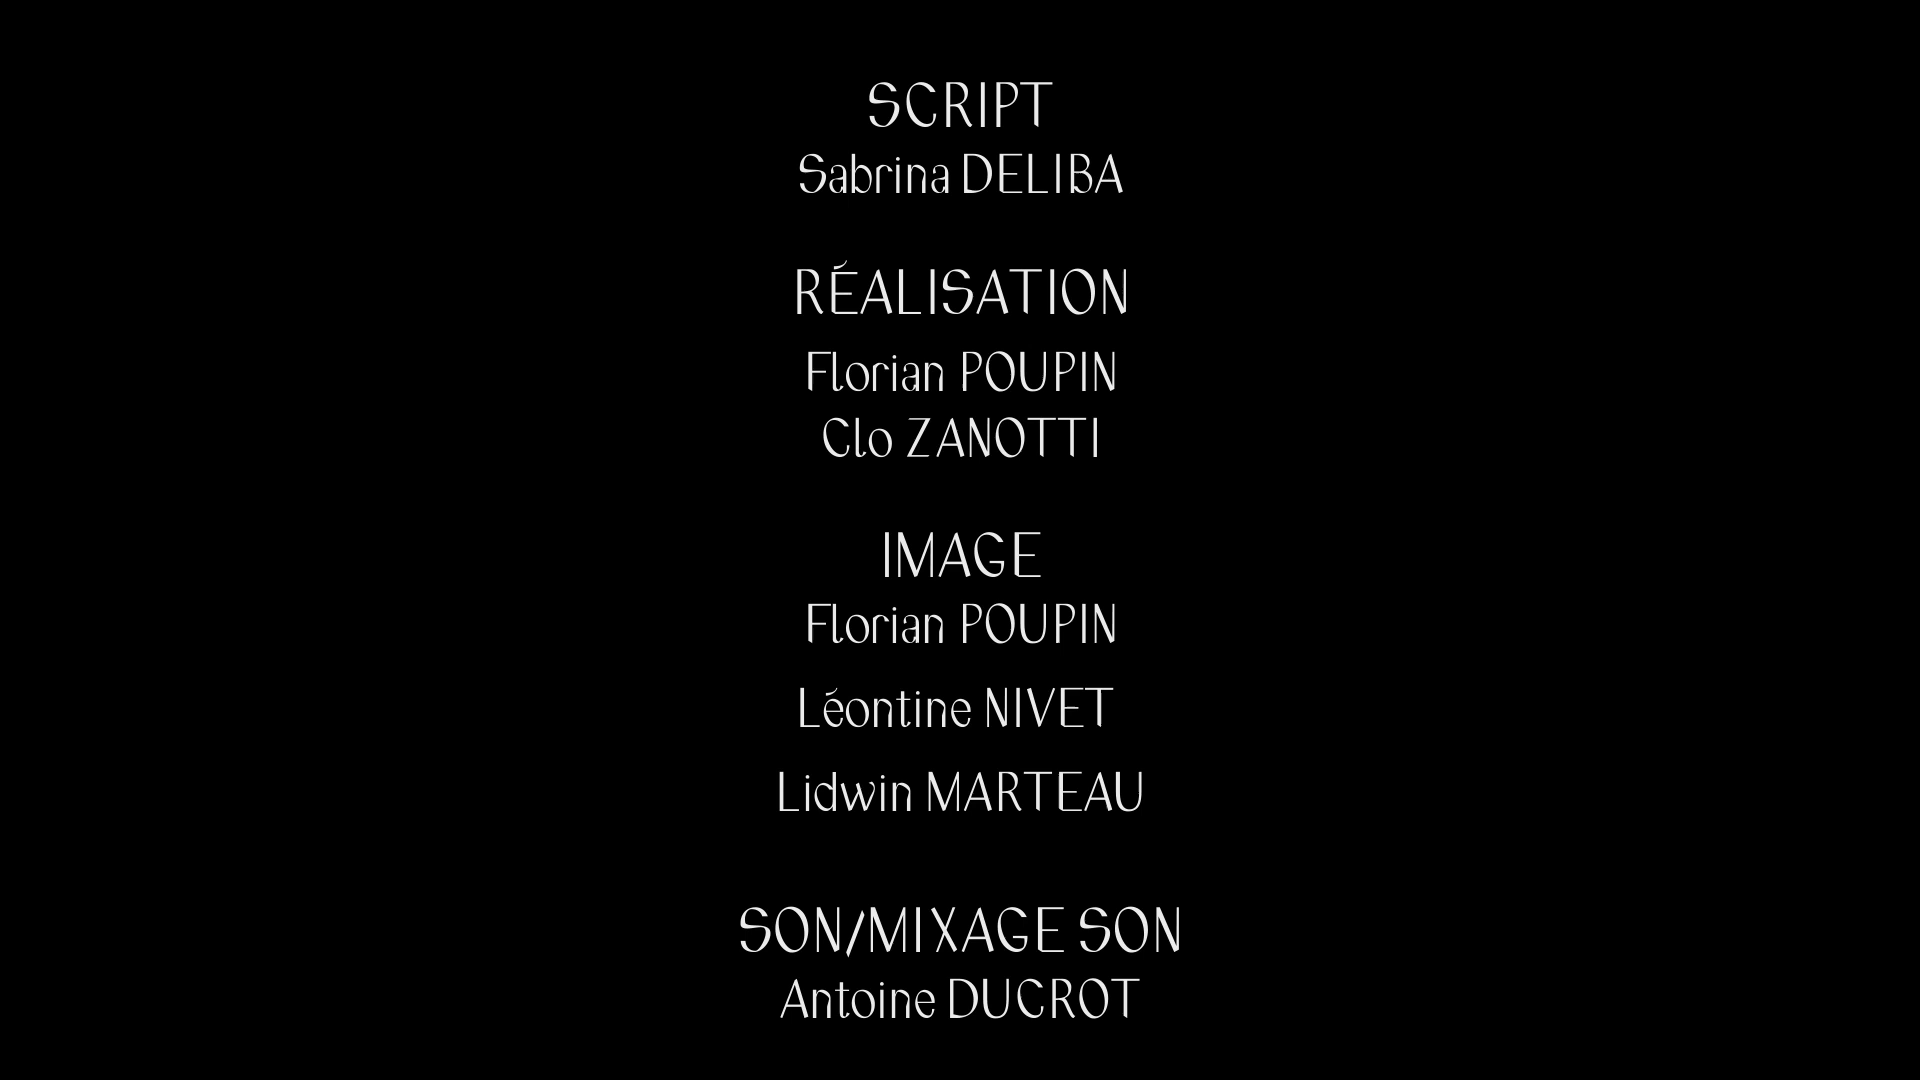 SCRIPT
Sabrina DELIBA
RÉALISATION
Florian POUPIN
Clo ZANOTTI
IMAGE
Florian POUPIN
Léontine NIVET
Lidwin MARTEAU
SON/MIXAGE SON
Antoine DUCROT